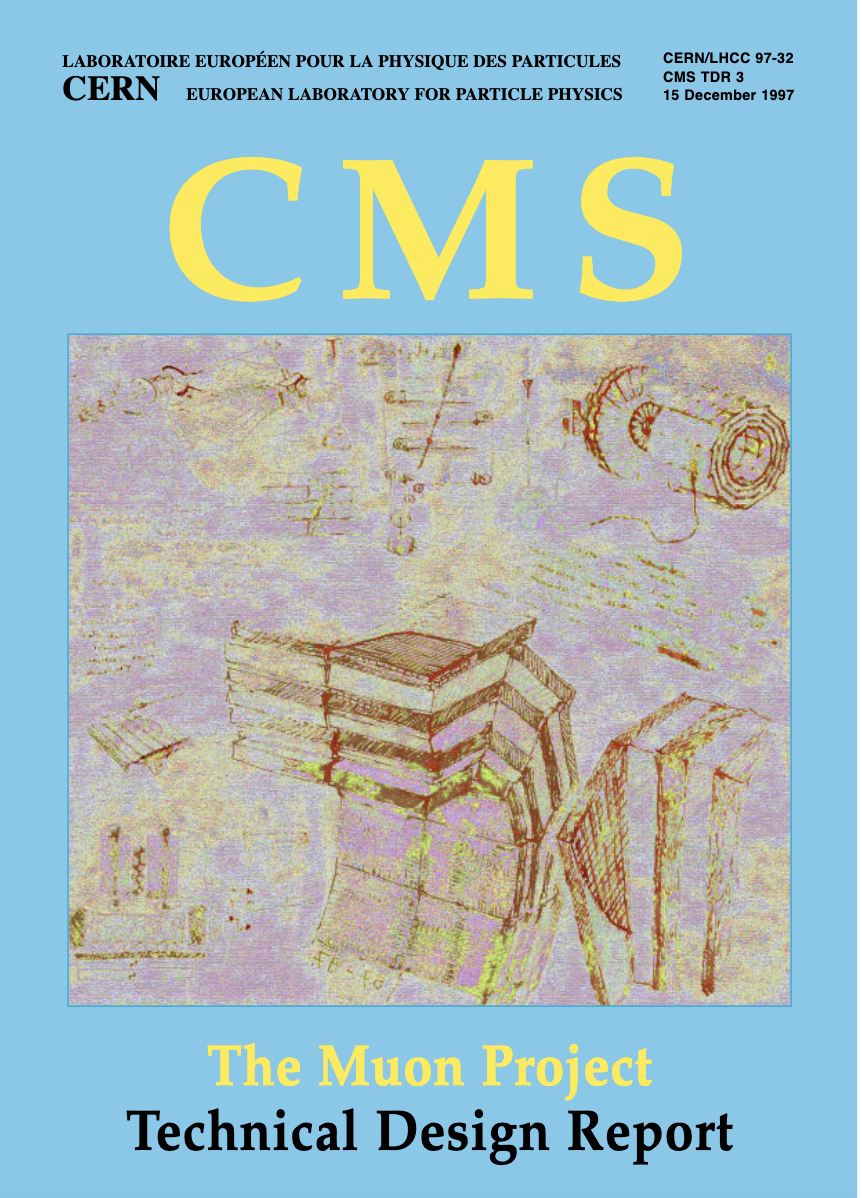 LABORATOIRE EUROPÉEN POUR LA PHYSIQUE DES PARTICULES
CERN EUROPEAN LABORATORY FOR PARTICLE PHYSICS
CERN/LHCC 97-32
CMS TDR 3
15 December 1997
CMS
The Muon Project
Technical Design Report